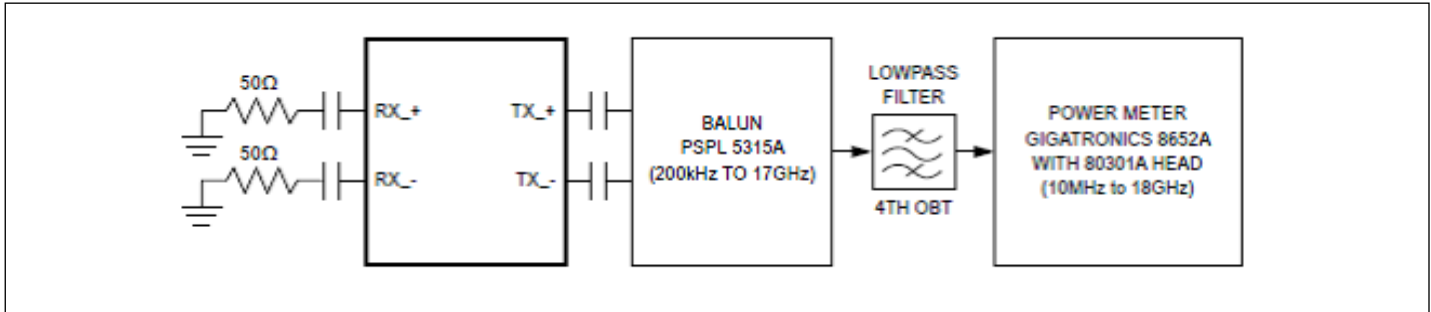 50Ω
50Ω
RX_+
RX_-
TX_+
TX_-
BALUN
PSPL 5315A
(200kHz TO 17GHz)
LOWPASS
FILTER
4TH OBT
POWER METER
GIGATRONICS 8652A
WITH 80301A HEAD
(10MHz to 18GHz)